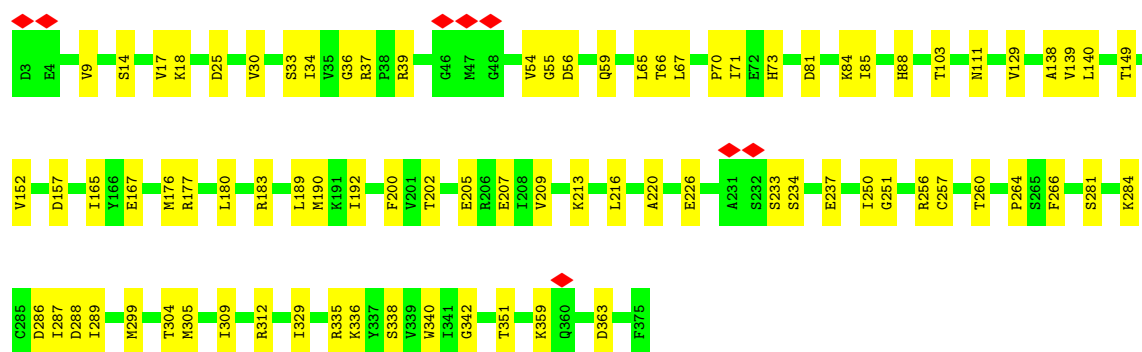 D3 E4 V9 S14 V17 K18 D25 V30 S33 I34 V35 G36 R37 P38 R39 G46 M47 G48 V54 G55 D56 Q59 L65 T66 L67 P70 I71 E72 H73 D81 K84 I85 H88 T103 N111 V129 A138 V139 L140 T149
V152 D157 I165 Y166 E167 M176 R177 L180 R183 L189 M190 K191 I192 F200 V201 T202 E205 R206 E207 I208 V209 K213 L216 A220 E226 A231 S232 S233 S234 E237 I250 G251 R256 C257 T260 P264 S265 F266 S281 K284
C285 D286 I287 D288 I289 M299 T304 M305 I309 R312 I329 R335 K336 Y337 S338 V339 W340 I341 G342 T351 K359 Q360 D363 F375